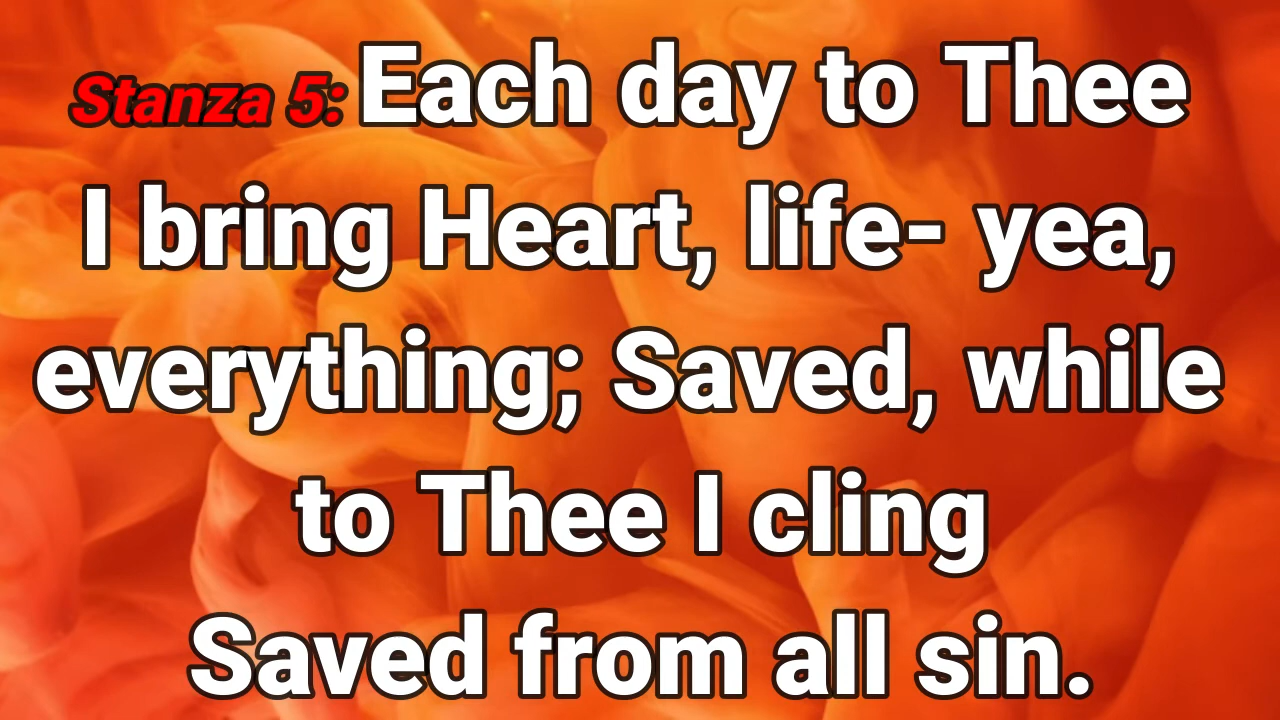 Stanza 5: Each day to Thee
I bring Heart, life- yea,
everything; Saved, while
to Thee I cling
Saved from all sin.